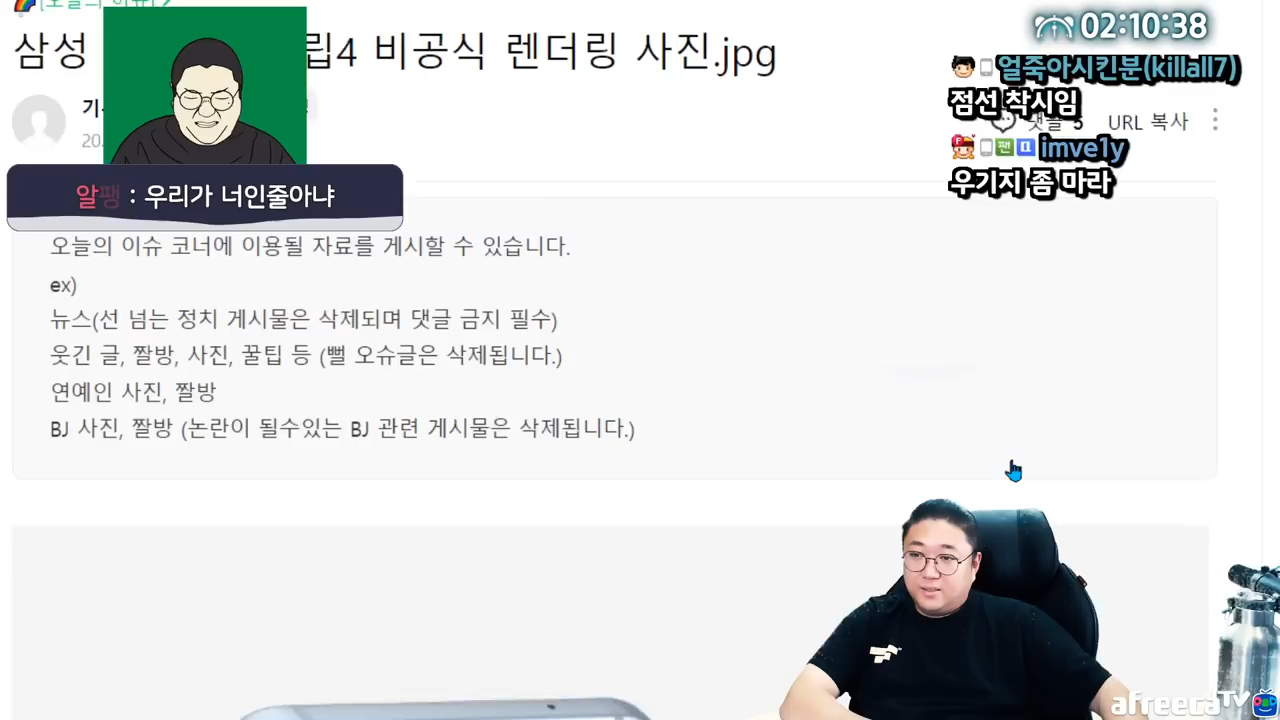 삼성 립4 비공식 렌더링 사진.jpg
02:10:38
얼죽아시킨분(killall7)
점선 착시임
댓글 5 URL 복사
imve1y
우기지 좀 마라
기
20.
알팽 : 우리가 너인줄아냐
오늘의 이슈 코너에 이용될 자료를 게시할 수 있습니다.
ex)
뉴스(선 넘는 정치 게시물은 삭제되며 댓글 금지 필수)
웃긴 글, 짤방, 사진, 꿀팁 등 (뻘 오슈글은 삭제됩니다.)
연예인 사진, 짤방
BJ 사진, 짤방 (논란이 될수있는 BJ 관련 게시물은 삭제됩니다.)
afreecaTV